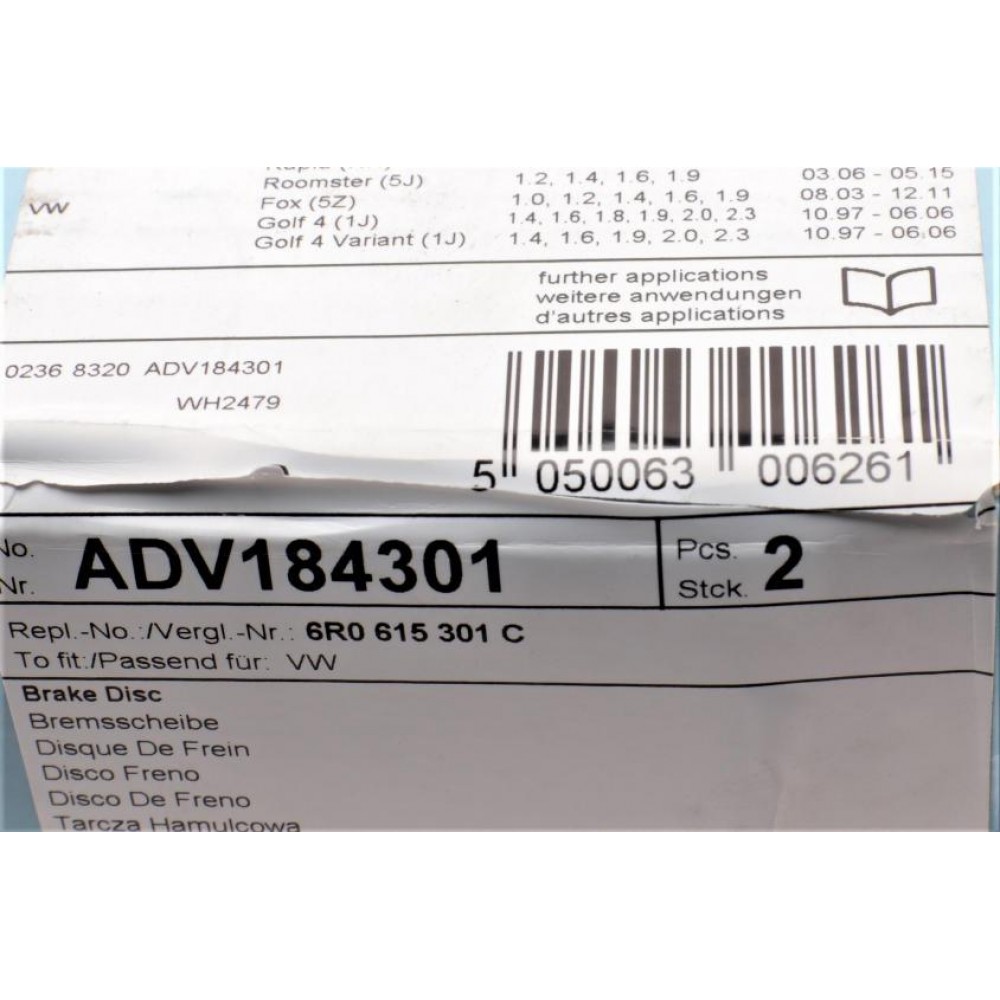 Roomster (5J) 1.2, 1.4, 1.6, 1.9 03.06 - 05.15
VW Fox (5Z) 1.0, 1.2, 1.4, 1.6, 1.9 08.03 - 12.11
Golf 4 (1J) 1.4, 1.6, 1.8, 1.9, 2.0, 2.3 10.97 - 06.06
Golf 4 Variant (1J) 1.4, 1.6, 1.9, 2.0, 2.3 10.97 - 06.06
further applications
weitere anwendungen
d'autres applications
0236 8320 ADV184301
WH2479
5 050063 006261
No. ADV184301 Pcs. 2
Nr. Stck.
Repl.-No.:/Vergl.-Nr.: 6R0 615 301 C
To fit:/Passend für: VW
Brake Disc
Bremsscheibe
Disque De Frein
Disco Freno
Disco De Freno
Tarcza Hamulcowa